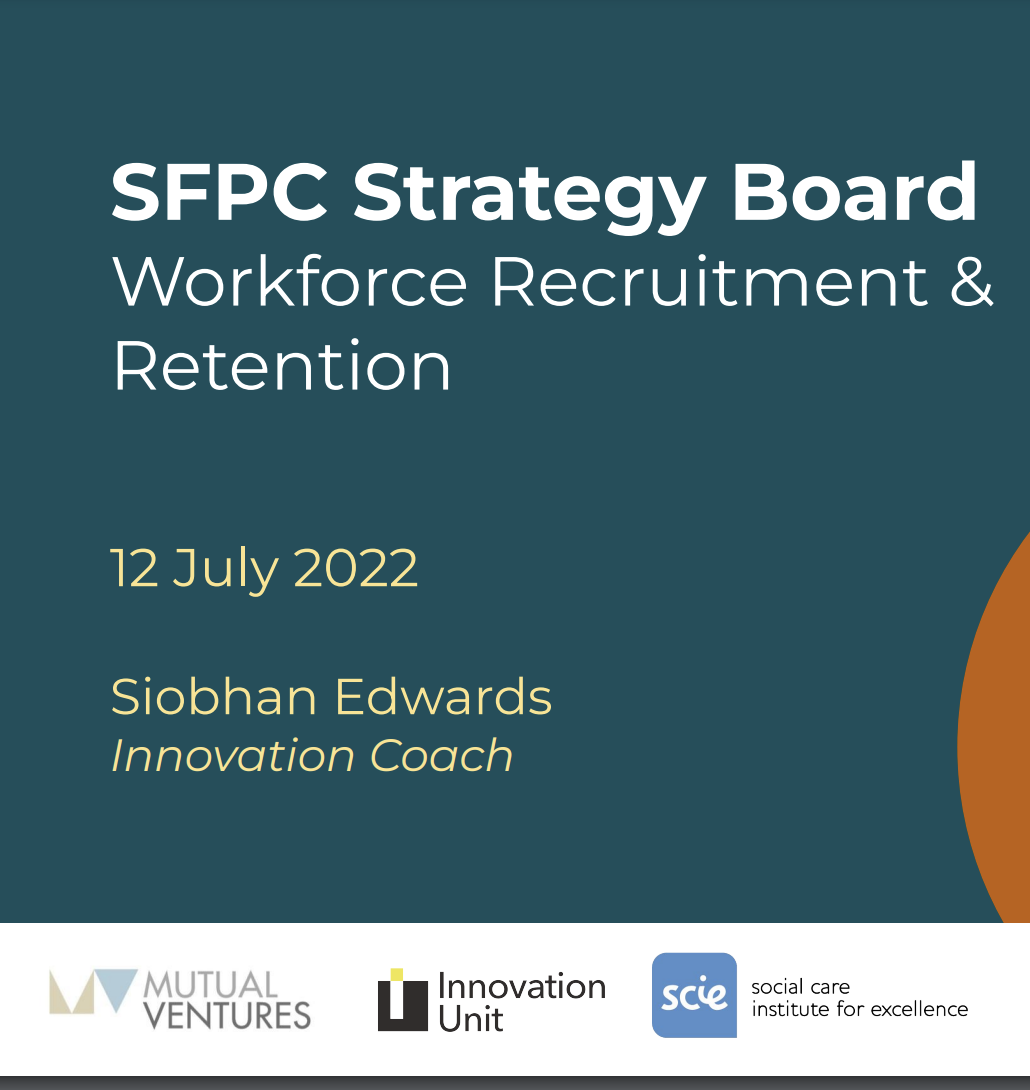 SFPC Strategy Board
Workforce Recruitment &
Retention
12 July 2022
Siobhan Edwards
Innovation Coach
MUTUAL
VENTURES
Innovation
Unit
scie
social care
institute for excellence